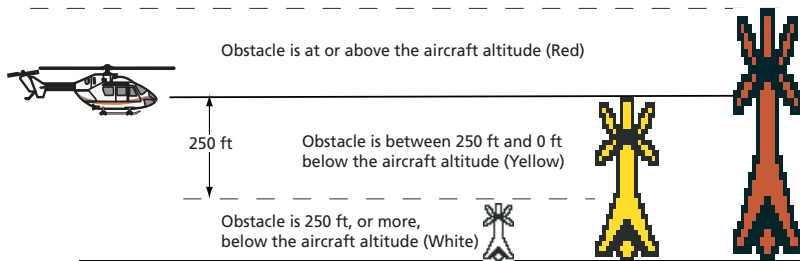 Obstacle is at or above the aircraft altitude (Red)
250 ft
Obstacle is between 250 ft and 0 ft
below the aircraft altitude (Yellow)
Obstacle is 250 ft, or more,
below the aircraft altitude (White)